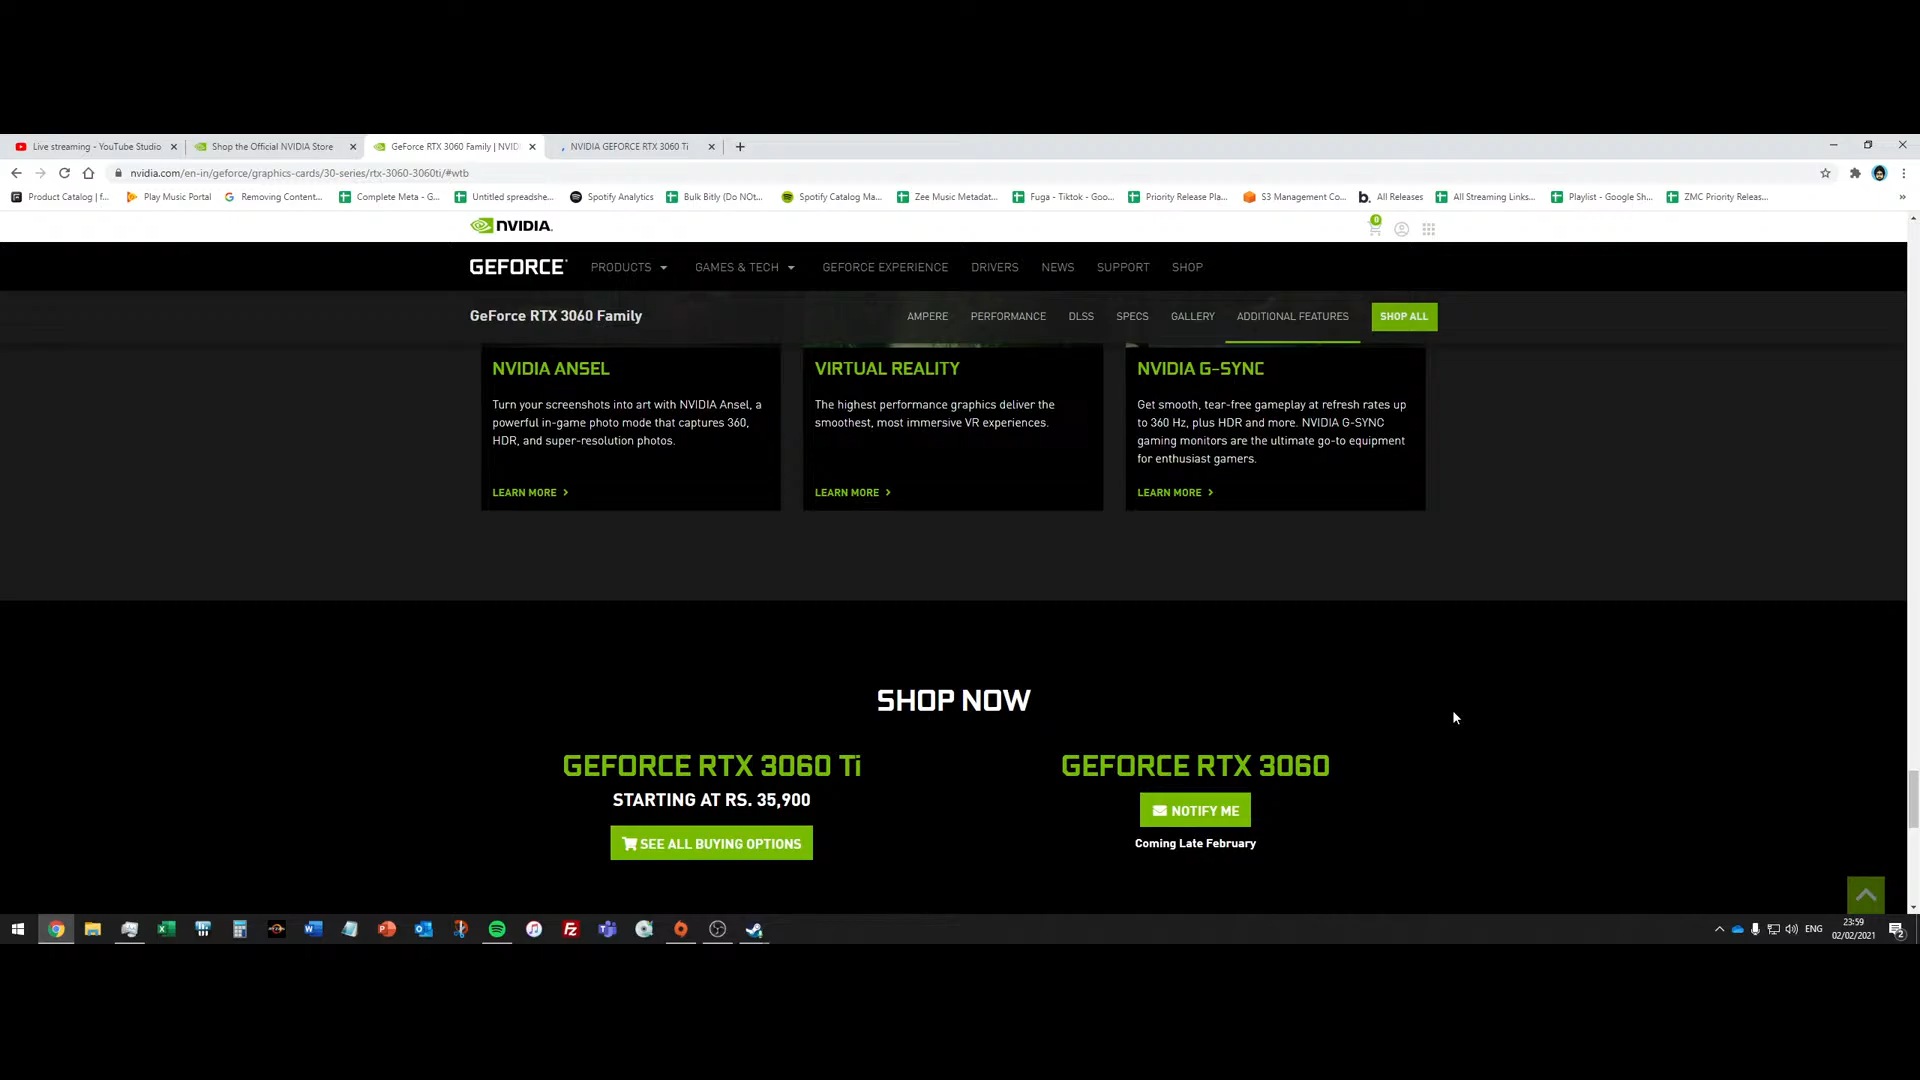 Live streaming - YouTube Studio
Shop the Official NVIDIA Store
GeForce RTX 3060 Family | NVID
NVIDIA GEFORCE RTX 3060 Ti
nvidia.com/en-in/geforce/graphics-cards/30-series/rtx-3060-3060ti/#wtb
Product Catalog | f...
Play Music Portal
Removing Content...
Complete Meta - G...
Untitled spreadshe...
Spotify Analytics
Bulk Bitly (Do NOt...
Spotify Catalog Ma...
Zee Music Metadat...
Fuga - Tiktok - Goo...
Priority Release Pla...
S3 Management Co...
All Releases
All Streaming Links...
Playlist - Google Sh...
ZMC Priority Releas...
NVIDIA.
0
GEFORCE
PRODUCTS
GAMES & TECH
GEFORCE EXPERIENCE
DRIVERS
NEWS
SUPPORT
SHOP
GeForce RTX 3060 Family
AMPERE
PERFORMANCE
DLSS
SPECS
GALLERY
ADDITIONAL FEATURES
SHOP ALL
NVIDIA ANSEL
Turn your screenshots into art with NVIDIA Ansel, a
powerful in-game photo mode that captures 360,
HDR, and super-resolution photos.
LEARN MORE
VIRTUAL REALITY
The highest performance graphics deliver the
smoothest, most immersive VR experiences.
LEARN MORE
NVIDIA G-SYNC
Get smooth, tear-free gameplay at refresh rates up
to 360 Hz, plus HDR and more. NVIDIA G-SYNC
gaming monitors are the ultimate go-to equipment
for enthusiast gamers.
LEARN MORE
SHOP NOW
GEFORCE RTX 3060 Ti
STARTING AT RS. 35,900
SEE ALL BUYING OPTIONS
GEFORCE RTX 3060
NOTIFY ME
Coming Late February
ENG
23:59
02/02/2021
2